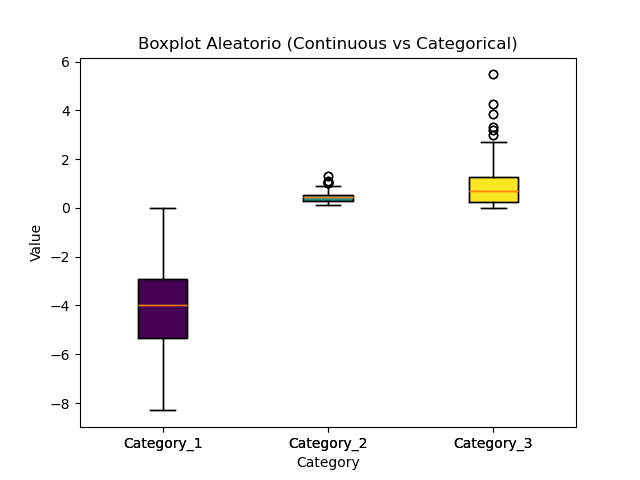 Boxplot Aleatorio (Continuous vs Categorical)
6
4
2
0
−2
−4
−6
−8
Value
Category_1 Category_2 Category_3
Category